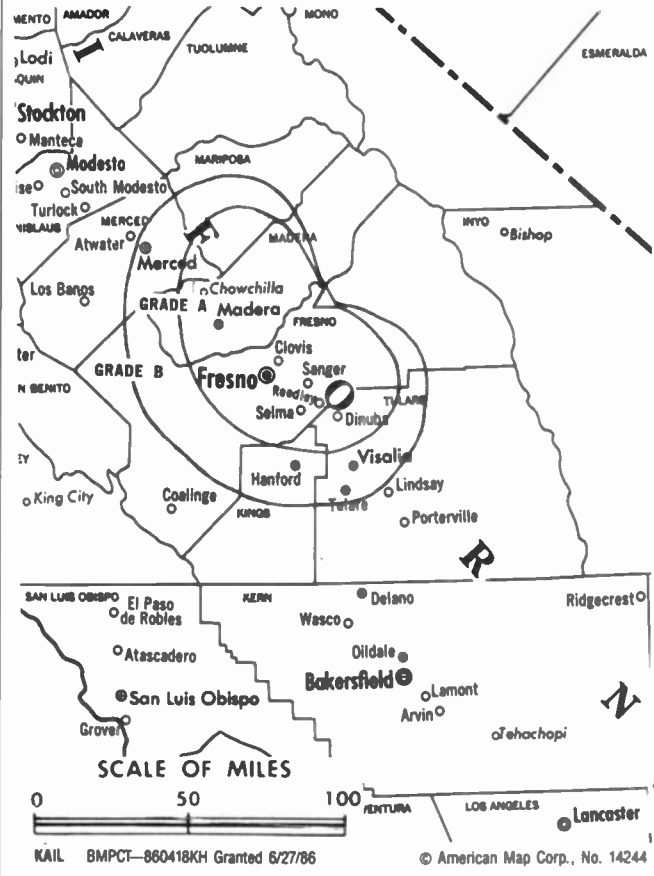 AMADOR
MONO
CALAVERAS
I
TUOLUMNE
ESMERALDA
Lodi
Stockton
Manteca
Modesto
MARIPOSA
South Modesto
Turlock
MERCED
INYO
Bishop
Atwater
T
MADERA
Merced
Los Banos
Chowchilla
GRADE A
Madera
FRESNO
Clovis
GRADE B
Fresno
Sanger
Reedley
TULARE
Selma
Dinuba
Visalia
Hanford
Lindsay
King City
Coalinge
Tulare
KINGS
Porterville
R
SAN LUIS OBISPO
KERN
Delano
Ridgecrest
El Paso
de Robles
Wasco
Atascadero
Oildale
Bakersfield
San Luis Obispo
Lamont
N
Arvin
Grover
Tehachopi
SCALE OF MILES
0 50 100
VENTURA
LOS ANGELES
Lancaster
KAIL BMPCT—860418KH Granted 6/27/86
© American Map Corp., No. 14244